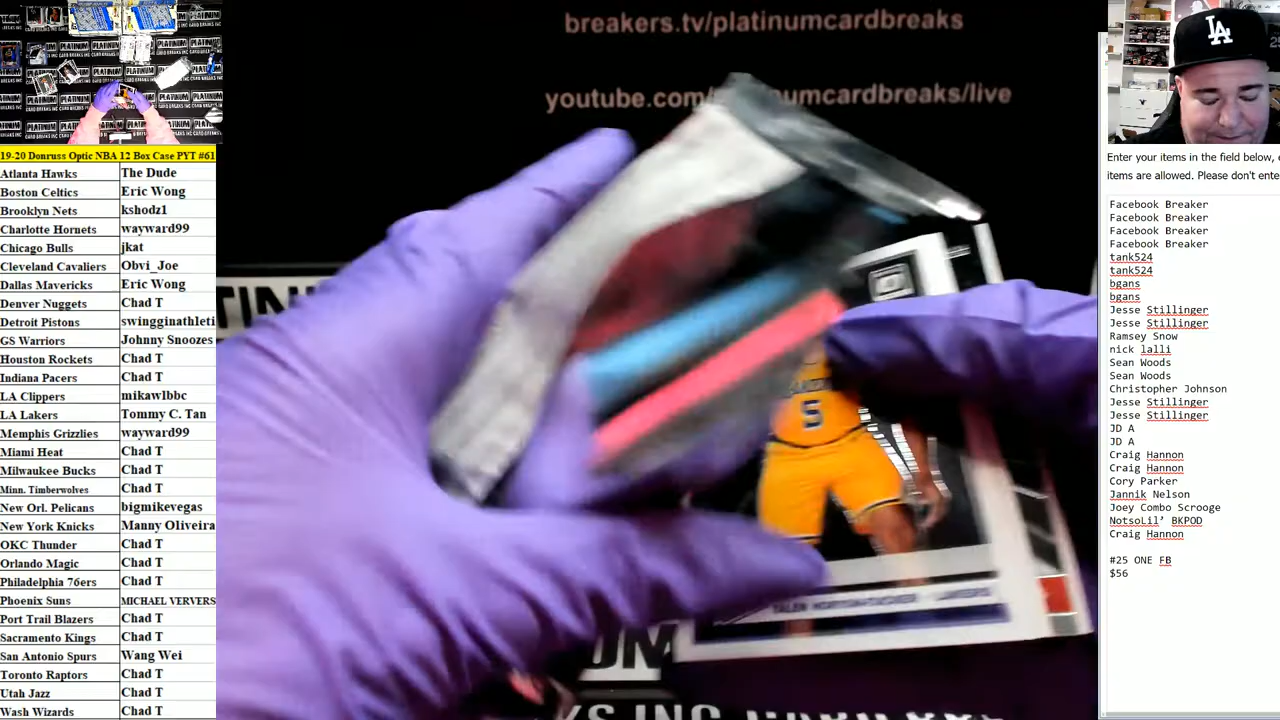 breakers.tv/platinumcardbreaks
youtube.com/ umcardbreaks/live
19-20 Donruss Optic NBA 12 Box Case PYT #61
Atlanta Hawks The Dude
Boston Celtics Eric Wong
Brooklyn Nets kshodz1
Charlotte Hornets wayward99
Chicago Bulls jkat
Cleveland Cavaliers Obvi_Joe
Dallas Mavericks Eric Wong
Denver Nuggets Chad T
Detroit Pistons swingginathleti
GS Warriors Johnny Snoozes
Houston Rockets Chad T
Indiana Pacers Chad T
LA Clippers mikawlbbc
LA Lakers Tommy C. Tan
Memphis Grizzlies wayward99
Miami Heat Chad T
Milwaukee Bucks Chad T
Minn. Timberwolves Chad T
New Orl. Pelicans bigmikevegas
New York Knicks Manny Oliveira
OKC Thunder Chad T
Orlando Magic Chad T
Philadelphia 76ers Chad T
Phoenix Suns MICHAEL VERVERS
Port Trail Blazers Chad T
Sacramento Kings Chad T
San Antonio Spurs Wang Wei
Toronto Raptors Chad T
Utah Jazz Chad T
Wash Wizards Chad T
LA
Enter your items in the field below,
items are allowed. Please don't ente
Facebook Breaker
Facebook Breaker
Facebook Breaker
Facebook Breaker
tank524
tank524
bgans
bgans
Jesse Stillinger
Jesse Stillinger
Ramsey Snow
nick lalli
Sean Woods
Sean Woods
Christopher Johnson
Jesse Stillinger
Jesse Stillinger
JD A
JD A
Craig Hannon
Craig Hannon
Cory Parker
Jannik Nelson
Joey Combo Scrooge
NotsoLil’ BKPOD
Craig Hannon
#25 ONE FB
$56
TIN
5
UM
KS INC
PLATINUM